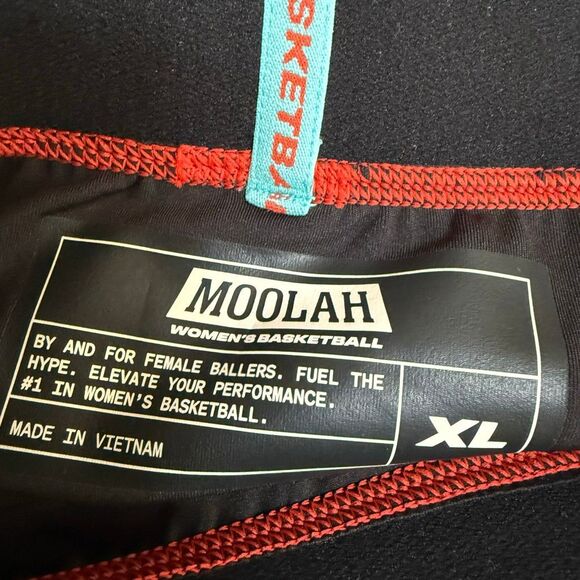 SKETBA
MOOLAH
WOMEN'S BASKETBALL
BY AND FOR FEMALE BALLERS. FUEL THE
HYPE. ELEVATE YOUR PERFORMANCE.
#1 IN WOMEN'S BASKETBALL.
MADE IN VIETNAM
XL